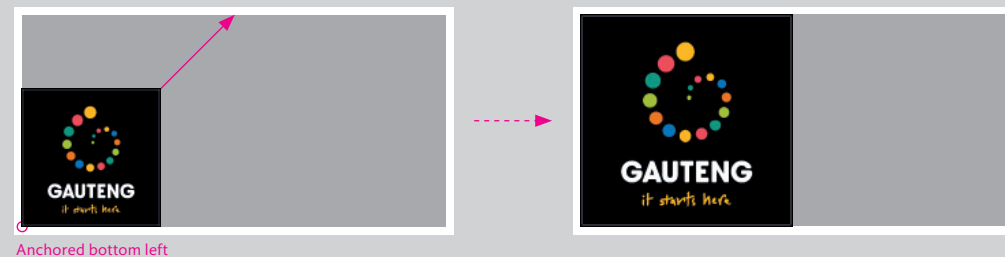 GAUTENG
it starts here
Anchored bottom left
GAUTENG
it starts here